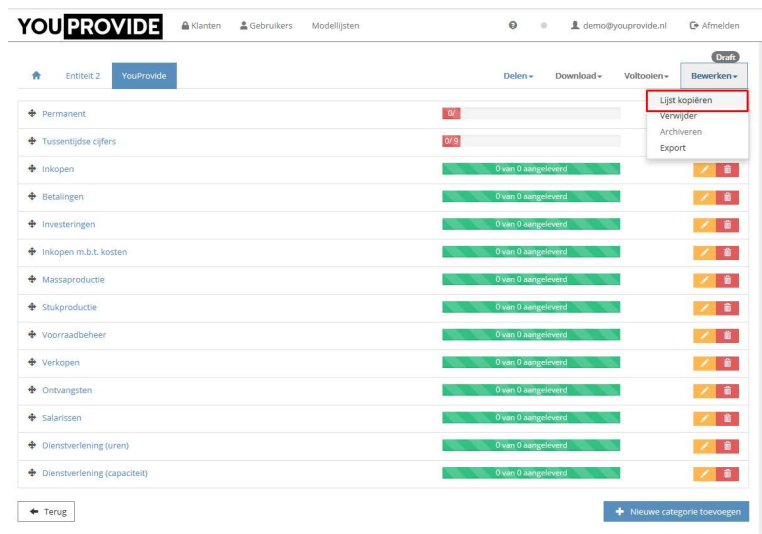 YOUPROVIDE Klanten Gebruikers Modellijsten demo@youprovide.nl Afmelden
Draft
Entiteit 2 YouProvide Delen Download Voltooien Bewerken
Lijst kopiëren
Verwijder
Archiveren
Export
Permanent 0/
Tussentijdse cijfers 0/ 9
Inkopen 0 van 0 aangeleverd
Betalingen 0 van 0 aangeleverd
Investeringen 0 van 0 aangeleverd
Inkopen m.b.t. kosten 0 van 0 aangeleverd
Massaproductie 0 van 0 aangeleverd
Stukproductie 0 van 0 aangeleverd
Voorraadbeheer 0 van 0 aangeleverd
Verkopen 0 van 0 aangeleverd
Ontvangsten 0 van 0 aangeleverd
Salarissen 0 van 0 aangeleverd
Dienstverlening (uren) 0 van 0 aangeleverd
Dienstverlening (capaciteit) 0 van 0 aangeleverd
Terug Nieuwe categorie toevoegen